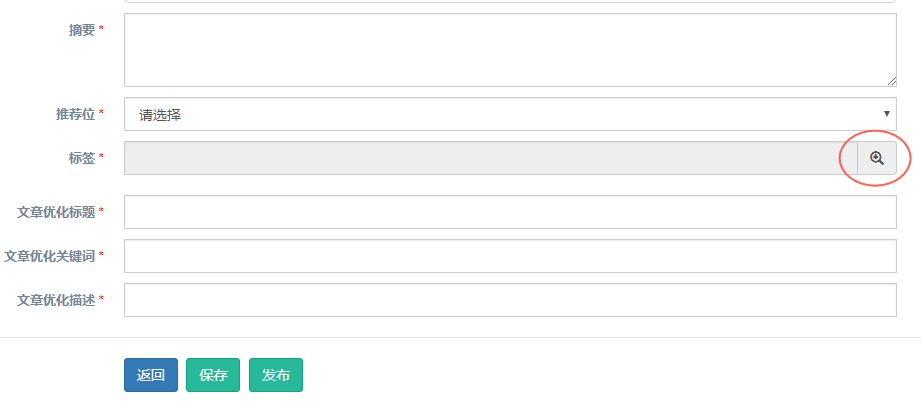 摘要 *
推荐位 * 请选择
标签 *
文章优化标题 *
文章优化关键词 *
文章优化描述 *
返回 保存 发布